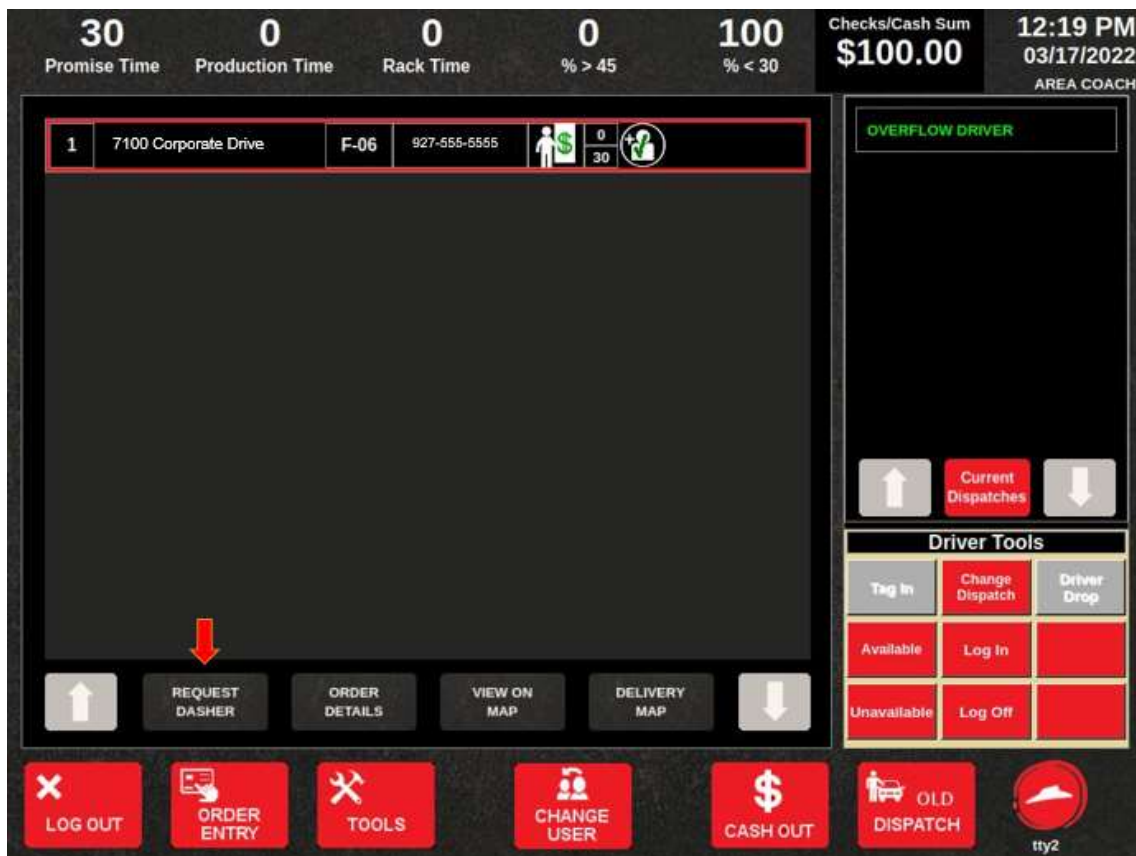 30
Promise Time
0
Production Time
0
Rack Time
0
% > 45
100
% < 30
Checks/Cash Sum
$100.00
12:19 PM
03/17/2022
AREA COACH
1 7100 Corporate Drive F-06 927-555-5555 $ 0
30
OVERFLOW DRIVER
Current
Dispatches
Driver Tools
Tag In
Change
Dispatch
Driver
Drop
Available
Log In
Unavailable
Log Off
REQUEST
DASHER
ORDER
DETAILS
VIEW ON
MAP
DELIVERY
MAP
LOG OUT
ORDER
ENTRY
TOOLS
CHANGE
USER
$
CASH OUT
OLD
DISPATCH
tty2